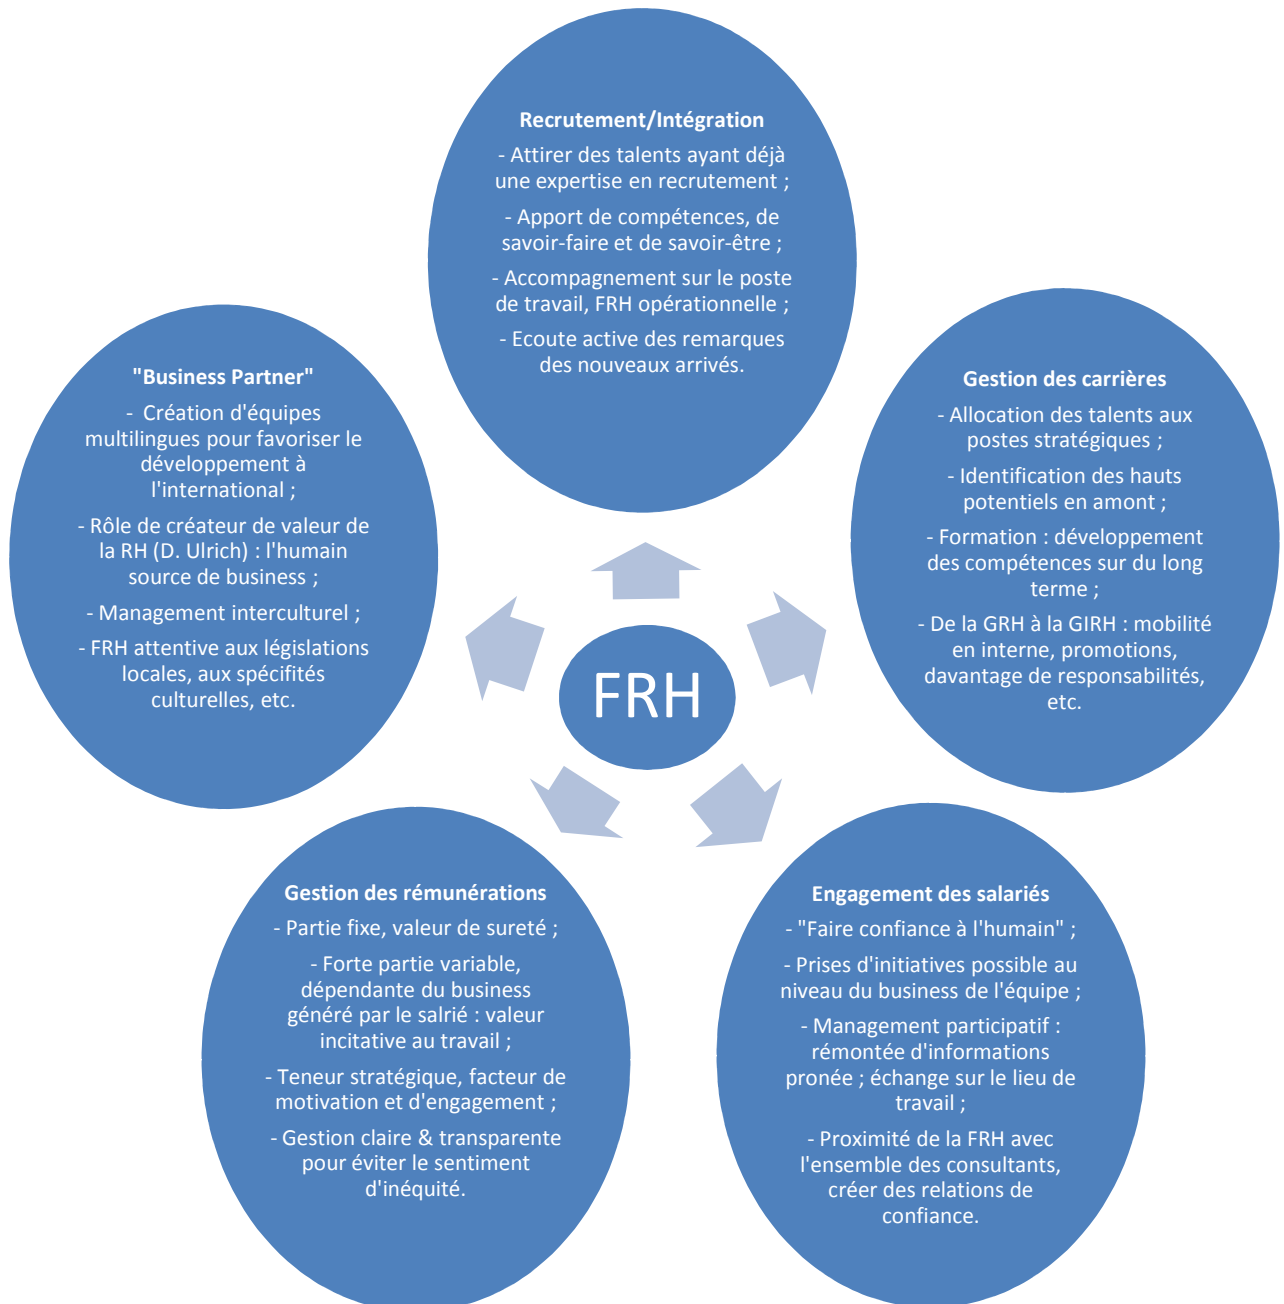 Recrutement/Intégration
- Attirer des talents ayant déjà
une expertise en recrutement ;
- Apport de compétences, de
savoir-faire et de savoir-être ;
- Accompagnement sur le poste
de travail, FRH opérationnelle ;
- Ecoute active des remarques
des nouveaux arrivés.
"Business Partner"
- Création d'équipes
multilingues pour favoriser le
développement à
l'international ;
- Rôle de créateur de valeur de
la RH (D. Ulrich) : l'humain
source de business ;
- Management interculturel ;
- FRH attentive aux législations
locales, aux spécifités
culturelles, etc.
Gestion des carrières
- Allocation des talents aux
postes stratégiques ;
- Identification des hauts
potentiels en amont ;
- Formation : développement
des compétences sur du long
terme ;
- De la GRH à la GIRH : mobilité
en interne, promotions,
davantage de responsabilités,
etc.
FRH
Gestion des rémunérations
- Partie fixe, valeur de sureté ;
- Forte partie variable,
dépendante du business
généré par le salrié : valeur
incitative au travail ;
- Teneur stratégique, facteur de
motivation et d'engagement ;
- Gestion claire & transparente
pour éviter le sentiment
d'inéquité.
Engagement des salariés
- "Faire confiance à l'humain" ;
- Prises d'initiatives possible au
niveau du business de l'équipe ;
- Management participatif :
rémontée d'informations
pronée ; échange sur le lieu de
travail ;
- Proximité de la FRH avec
l'ensemble des consultants,
créer des relations de
confiance.